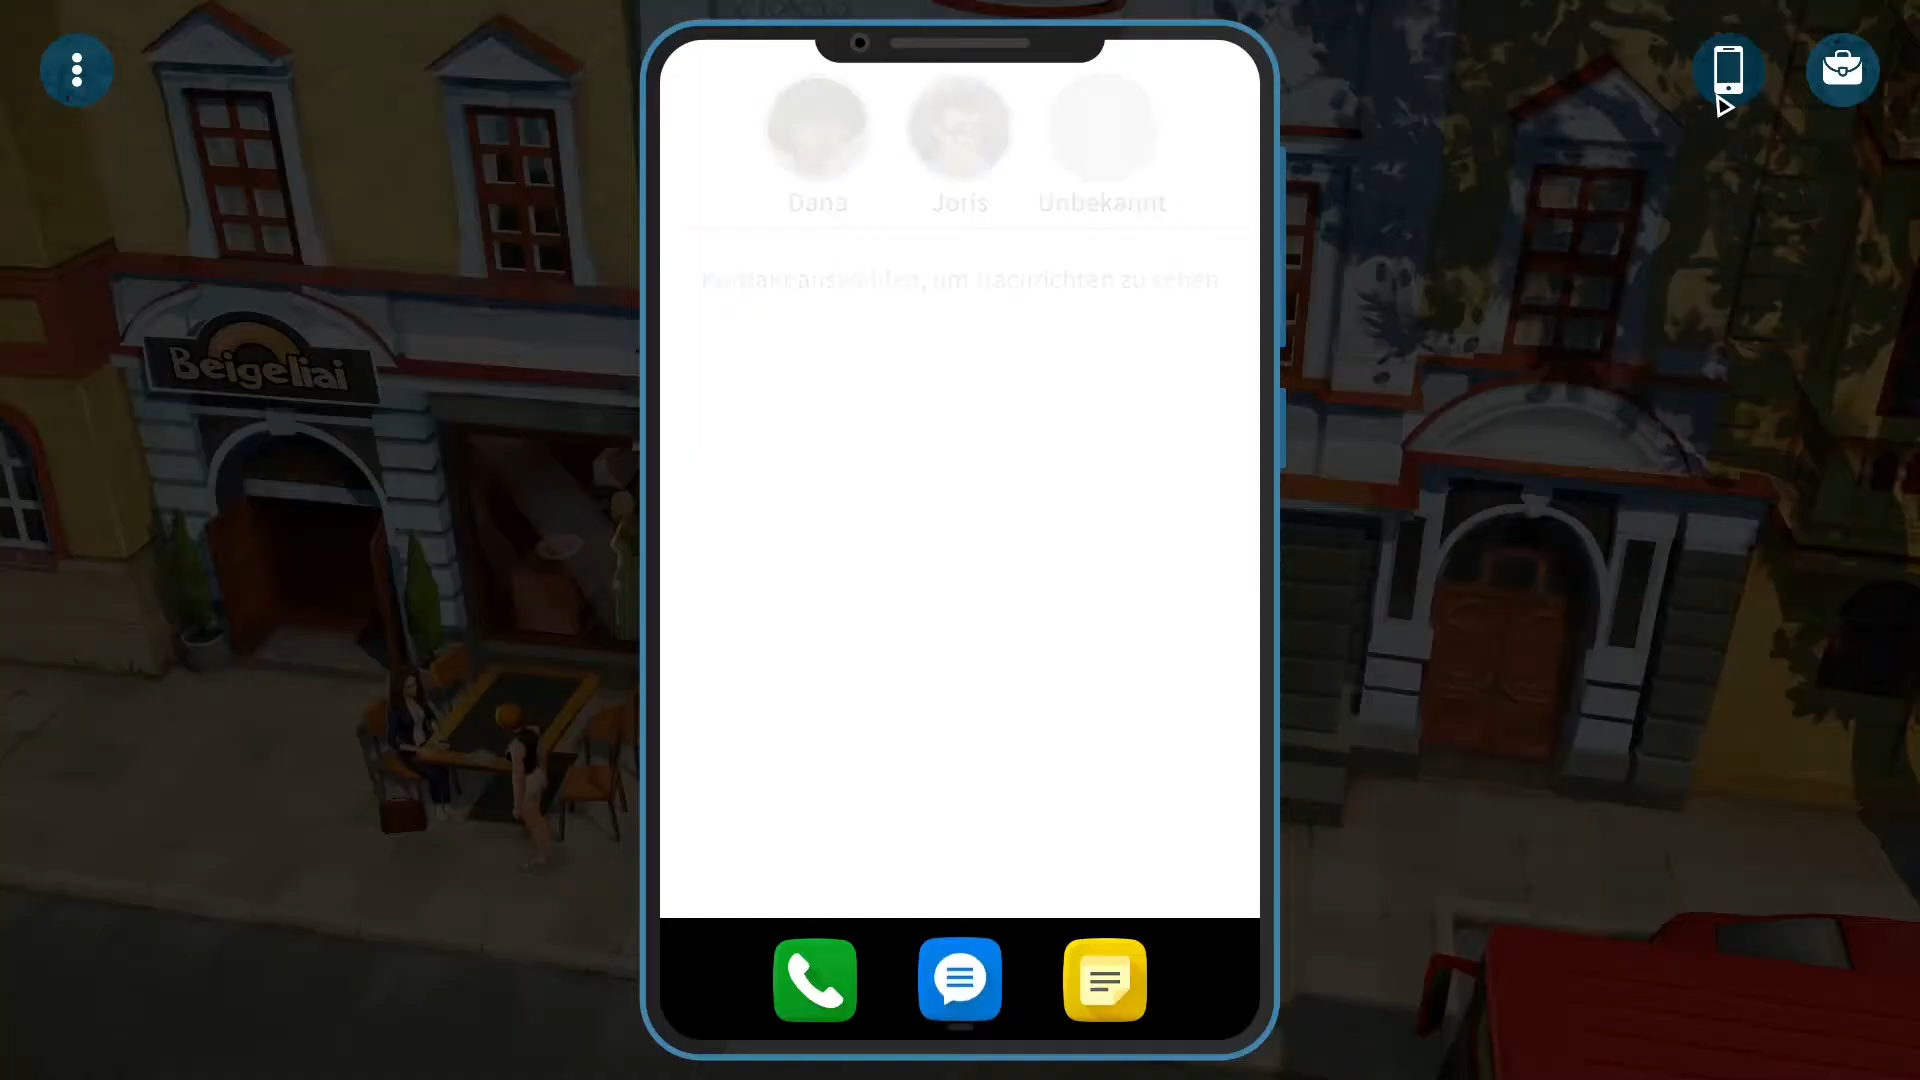 Beigeliai
Dana
Joris
Unbekannt
Kontakt auswählen, um Nachrichten zu sehen